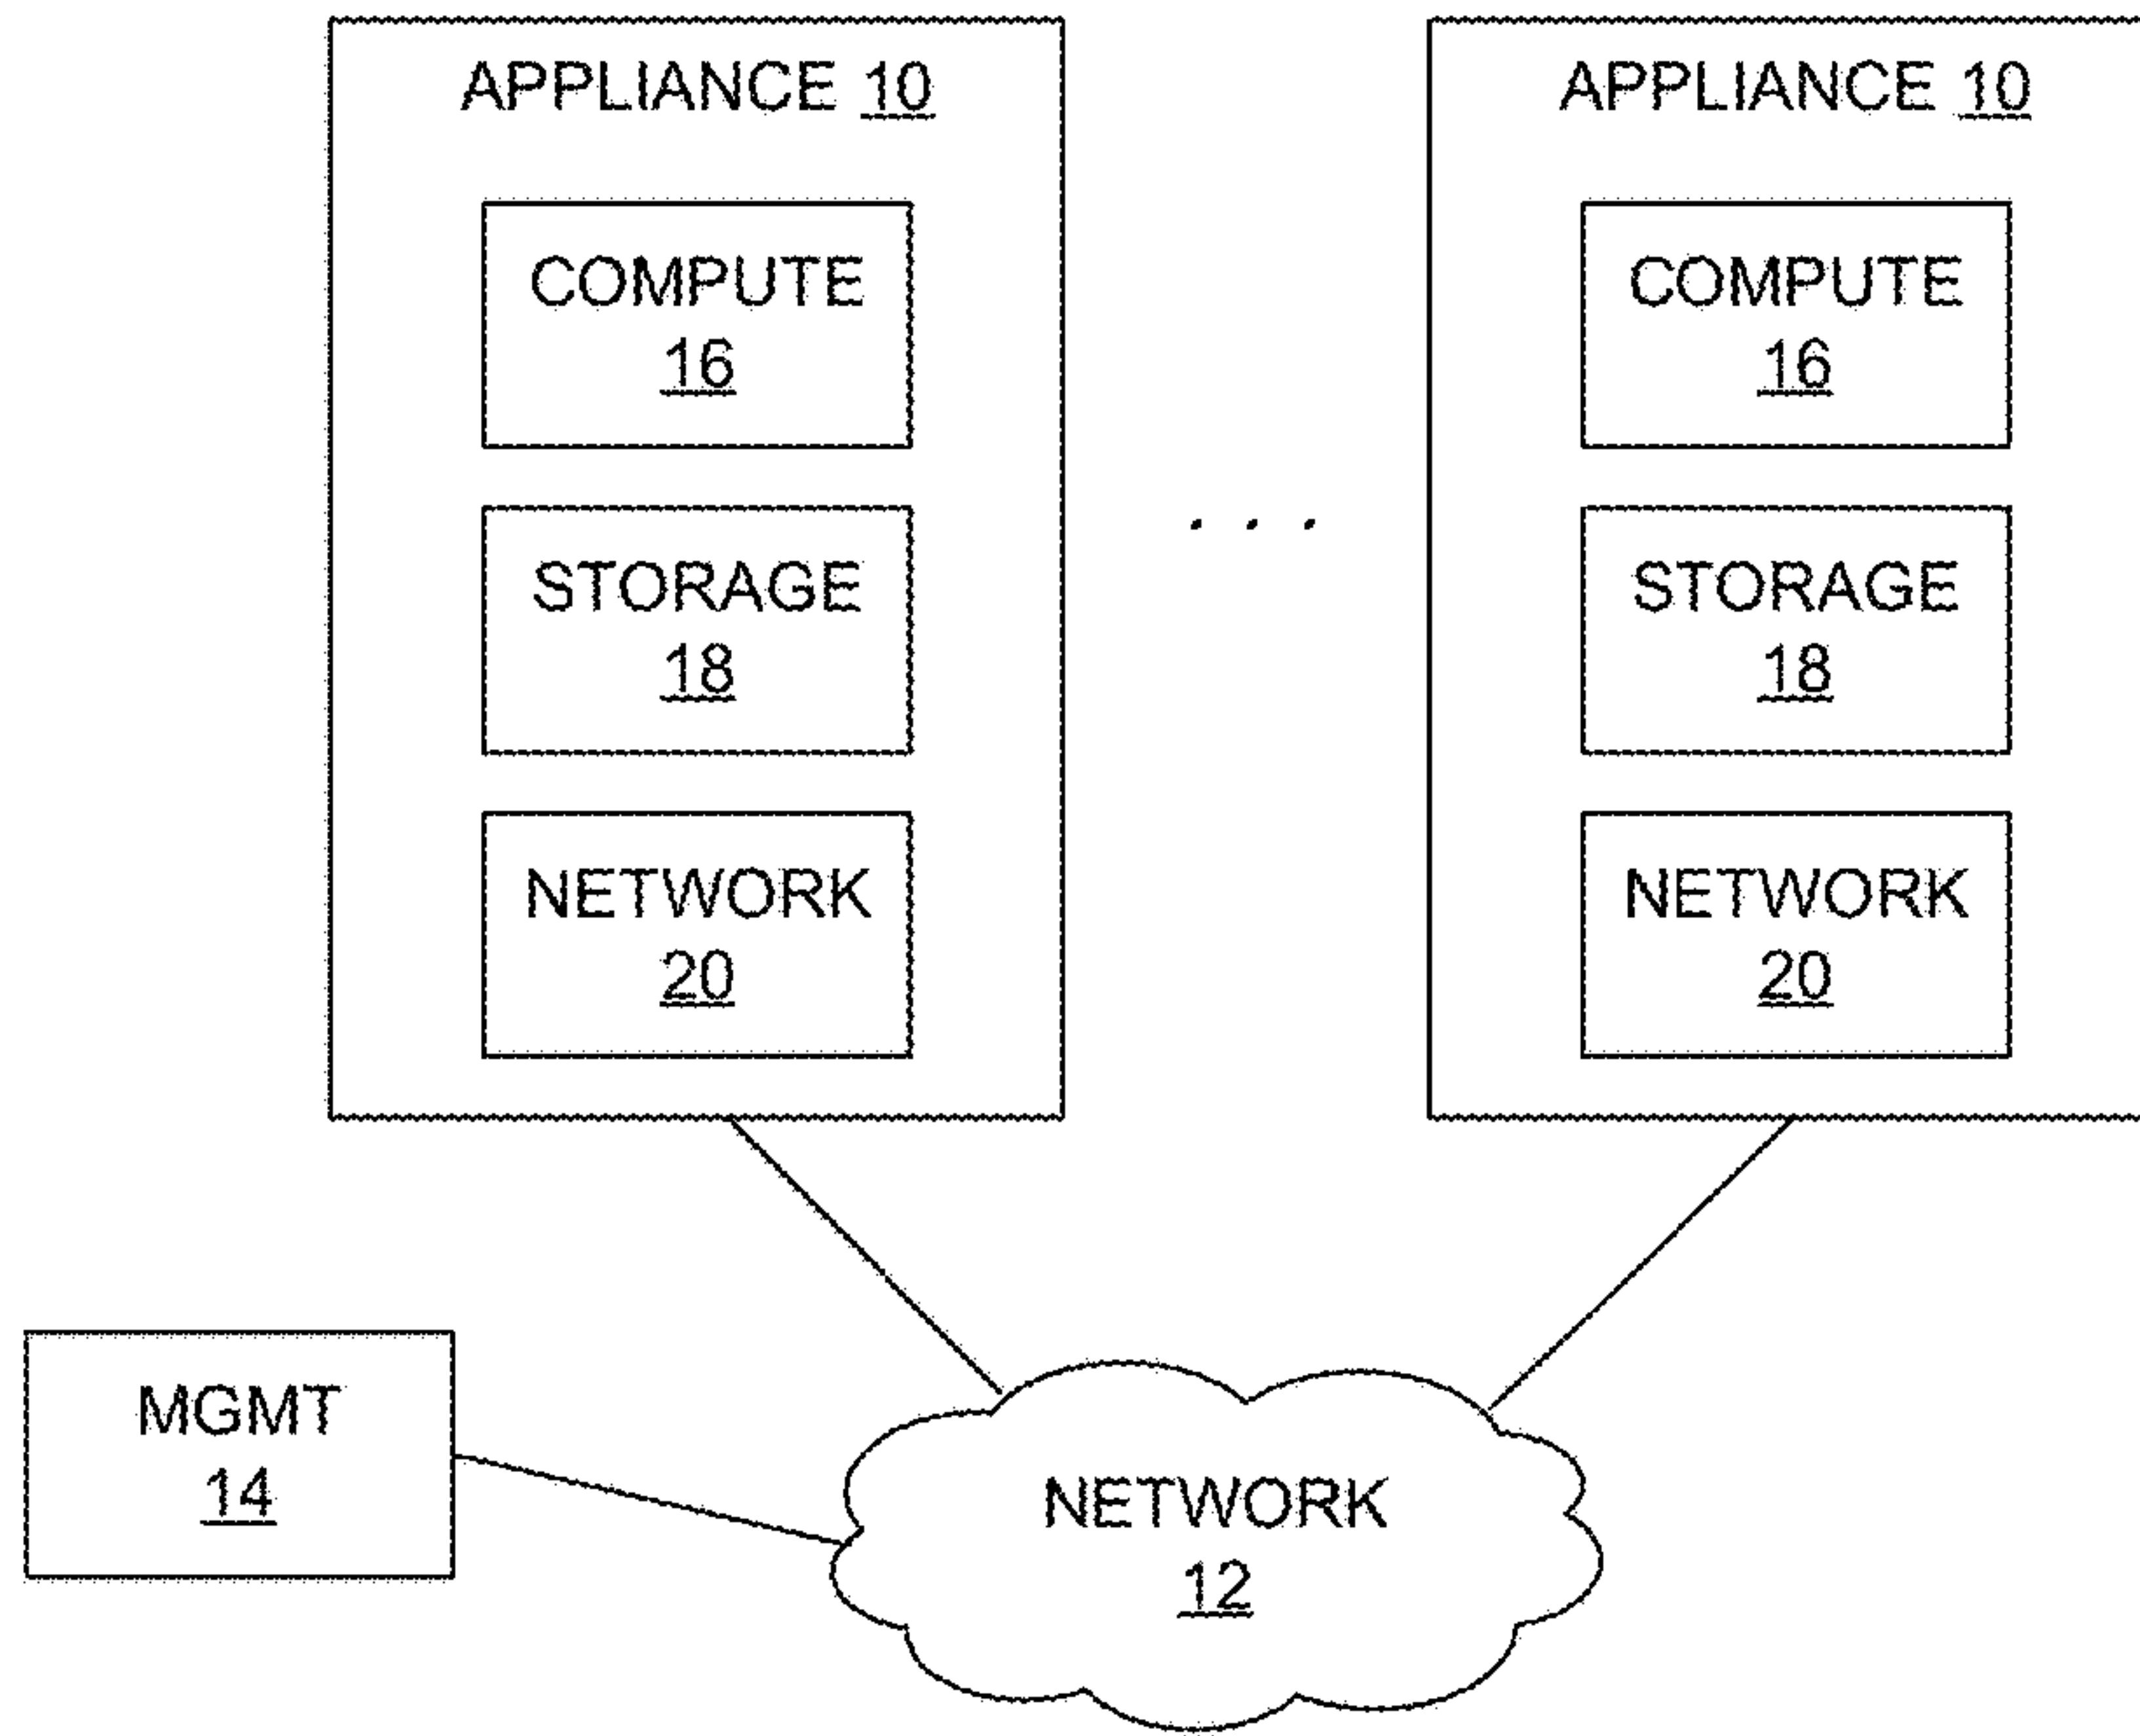 APPLIANCE 10
COMPUTE
16
STORAGE
18
NETWORK
20
. . .
APPLIANCE 10
COMPUTE
16
STORAGE
18
NETWORK
20
MGMT
14
NETWORK
12